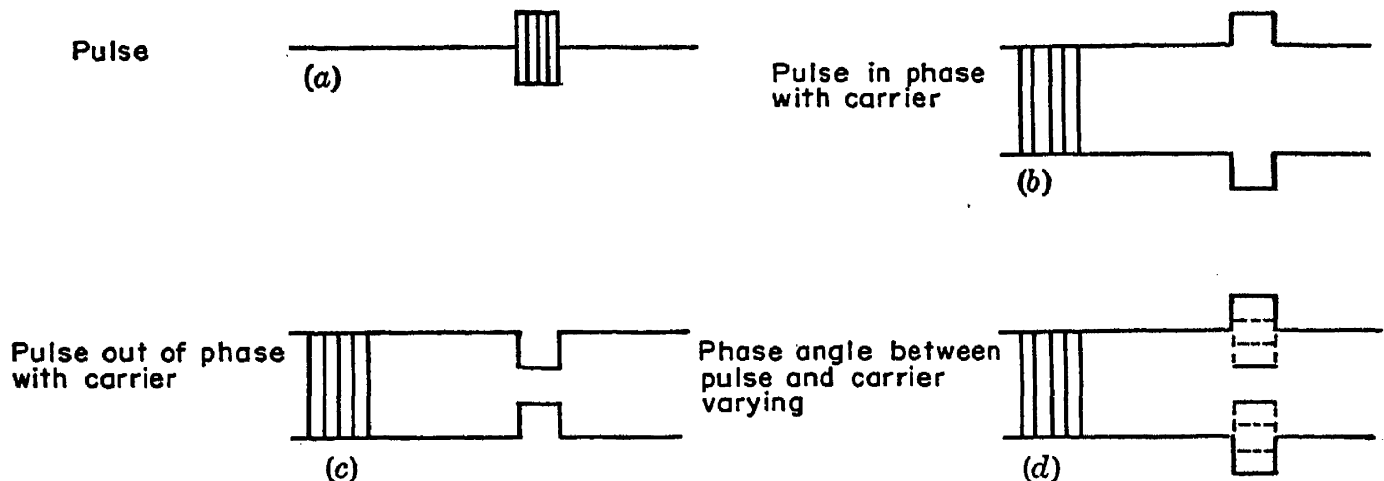 Pulse
(a)
Pulse in phase
with carrier
(b)
Pulse out of phase
with carrier
(c)
Phase angle between
pulse and carrier
varying
(d)